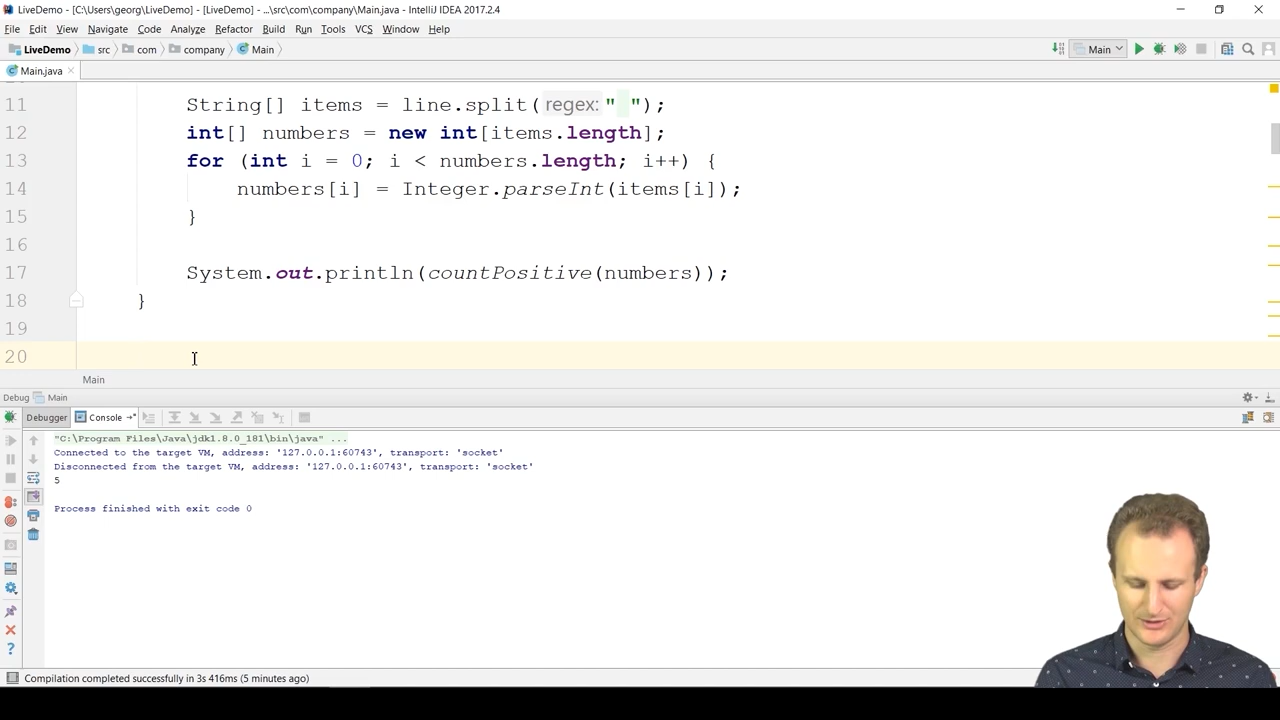 LiveDemo - [C:\Users\georg\LiveDemo] - [LiveDemo] - ...\src\com\company\Main.java - IntelliJ IDEA 2017.2.4
File Edit View Navigate Code Analyze Refactor Build Run Tools VCS Window Help
LiveDemo src com company Main Main
Main.java
11 String[] items = line.split( regex: " ");
12 int[] numbers = new int[items.length];
13 for (int i = 0; i < numbers.length; i++) {
14 numbers[i] = Integer.parseInt(items[i]);
15 }
16
17 System.out.println(countPositive(numbers));
18 }
19
20
Main
Debug Main
Debugger Console
"C:\Program Files\Java\jdk1.8.0_181\bin\java" ...
Connected to the target VM, address: '127.0.0.1:60743', transport: 'socket'
Disconnected from the target VM, address: '127.0.0.1:60743', transport: 'socket'
5
Process finished with exit code 0
Compilation completed successfully in 3s 416ms (5 minutes ago)